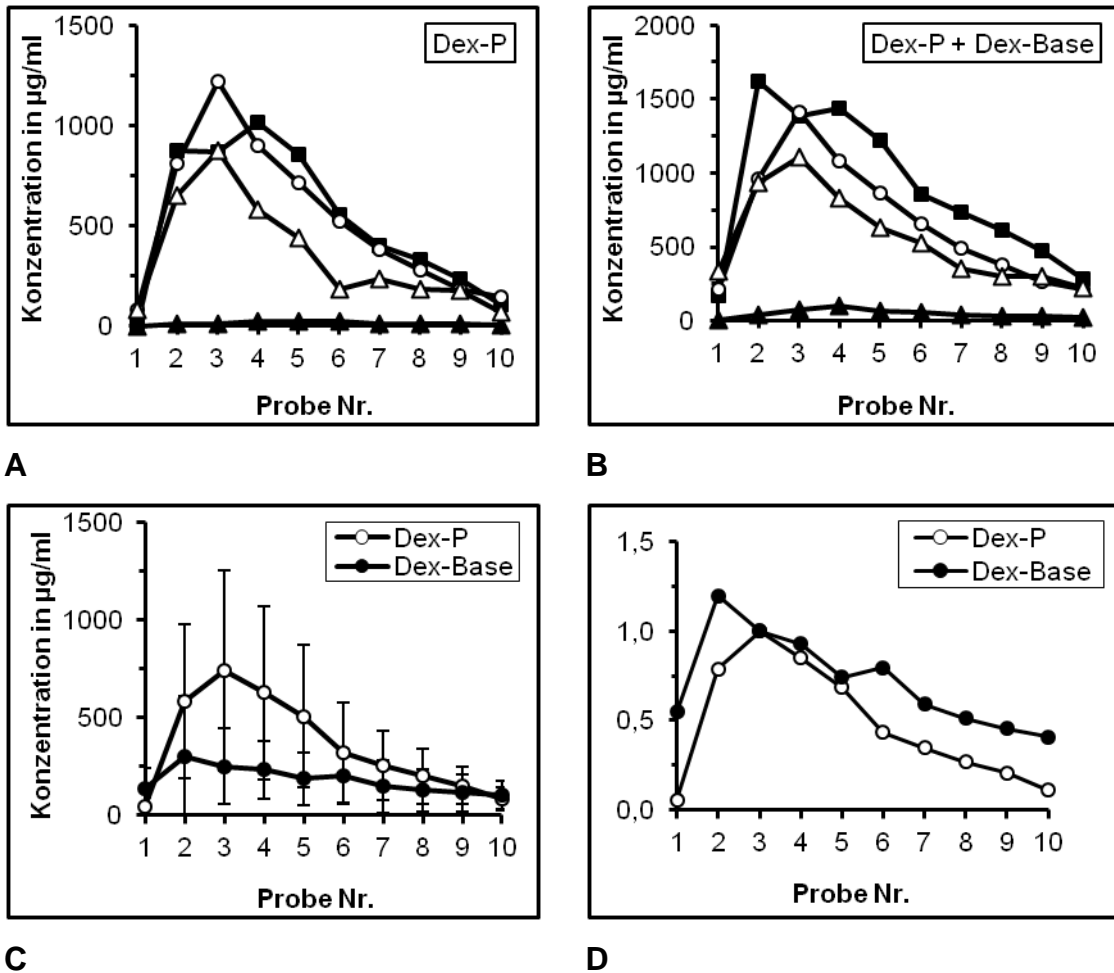 Dex-P
Konzentration in µg/ml
1500
1000
500
0
1 2 3 4 5 6 7 8 9 10
Probe Nr.
A
Dex-P + Dex-Base
Konzentration in µg/ml
2000
1500
1000
500
0
1 2 3 4 5 6 7 8 9 10
Probe Nr.
B
Dex-P
Dex-Base
Konzentration in µg/ml
1500
1000
500
0
1 2 3 4 5 6 7 8 9 10
Probe Nr.
C
Dex-P
Dex-Base
1,5
1,0
0,5
0,0
1 2 3 4 5 6 7 8 9 10
Probe Nr.
D